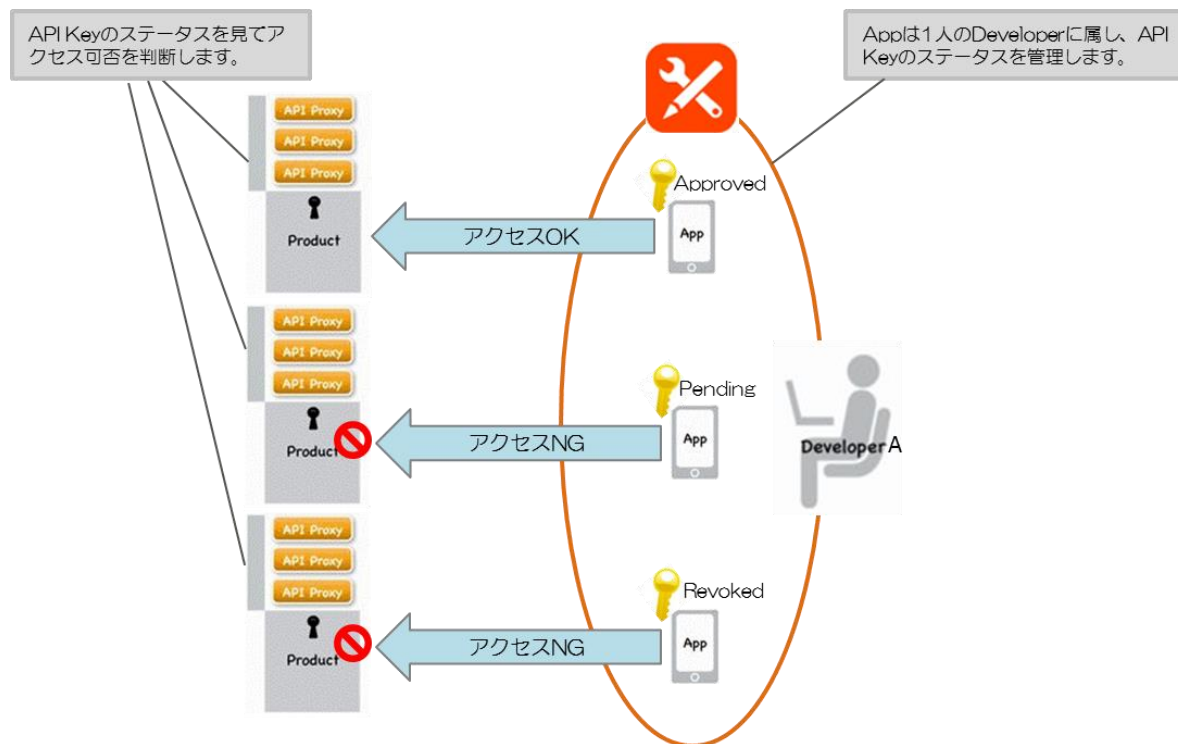 API Keyのステータスを見てア
クセス可否を判断します。
Appは1人のDeveloperに属し、API
Keyのステータスを管理します。
API Proxy
API Proxy
API Proxy
Product
アクセスOK
Approved
App
API Proxy
API Proxy
API Proxy
Product
アクセスNG
Pending
App
Developer A
API Proxy
API Proxy
API Proxy
Product
アクセスNG
Revoked
App